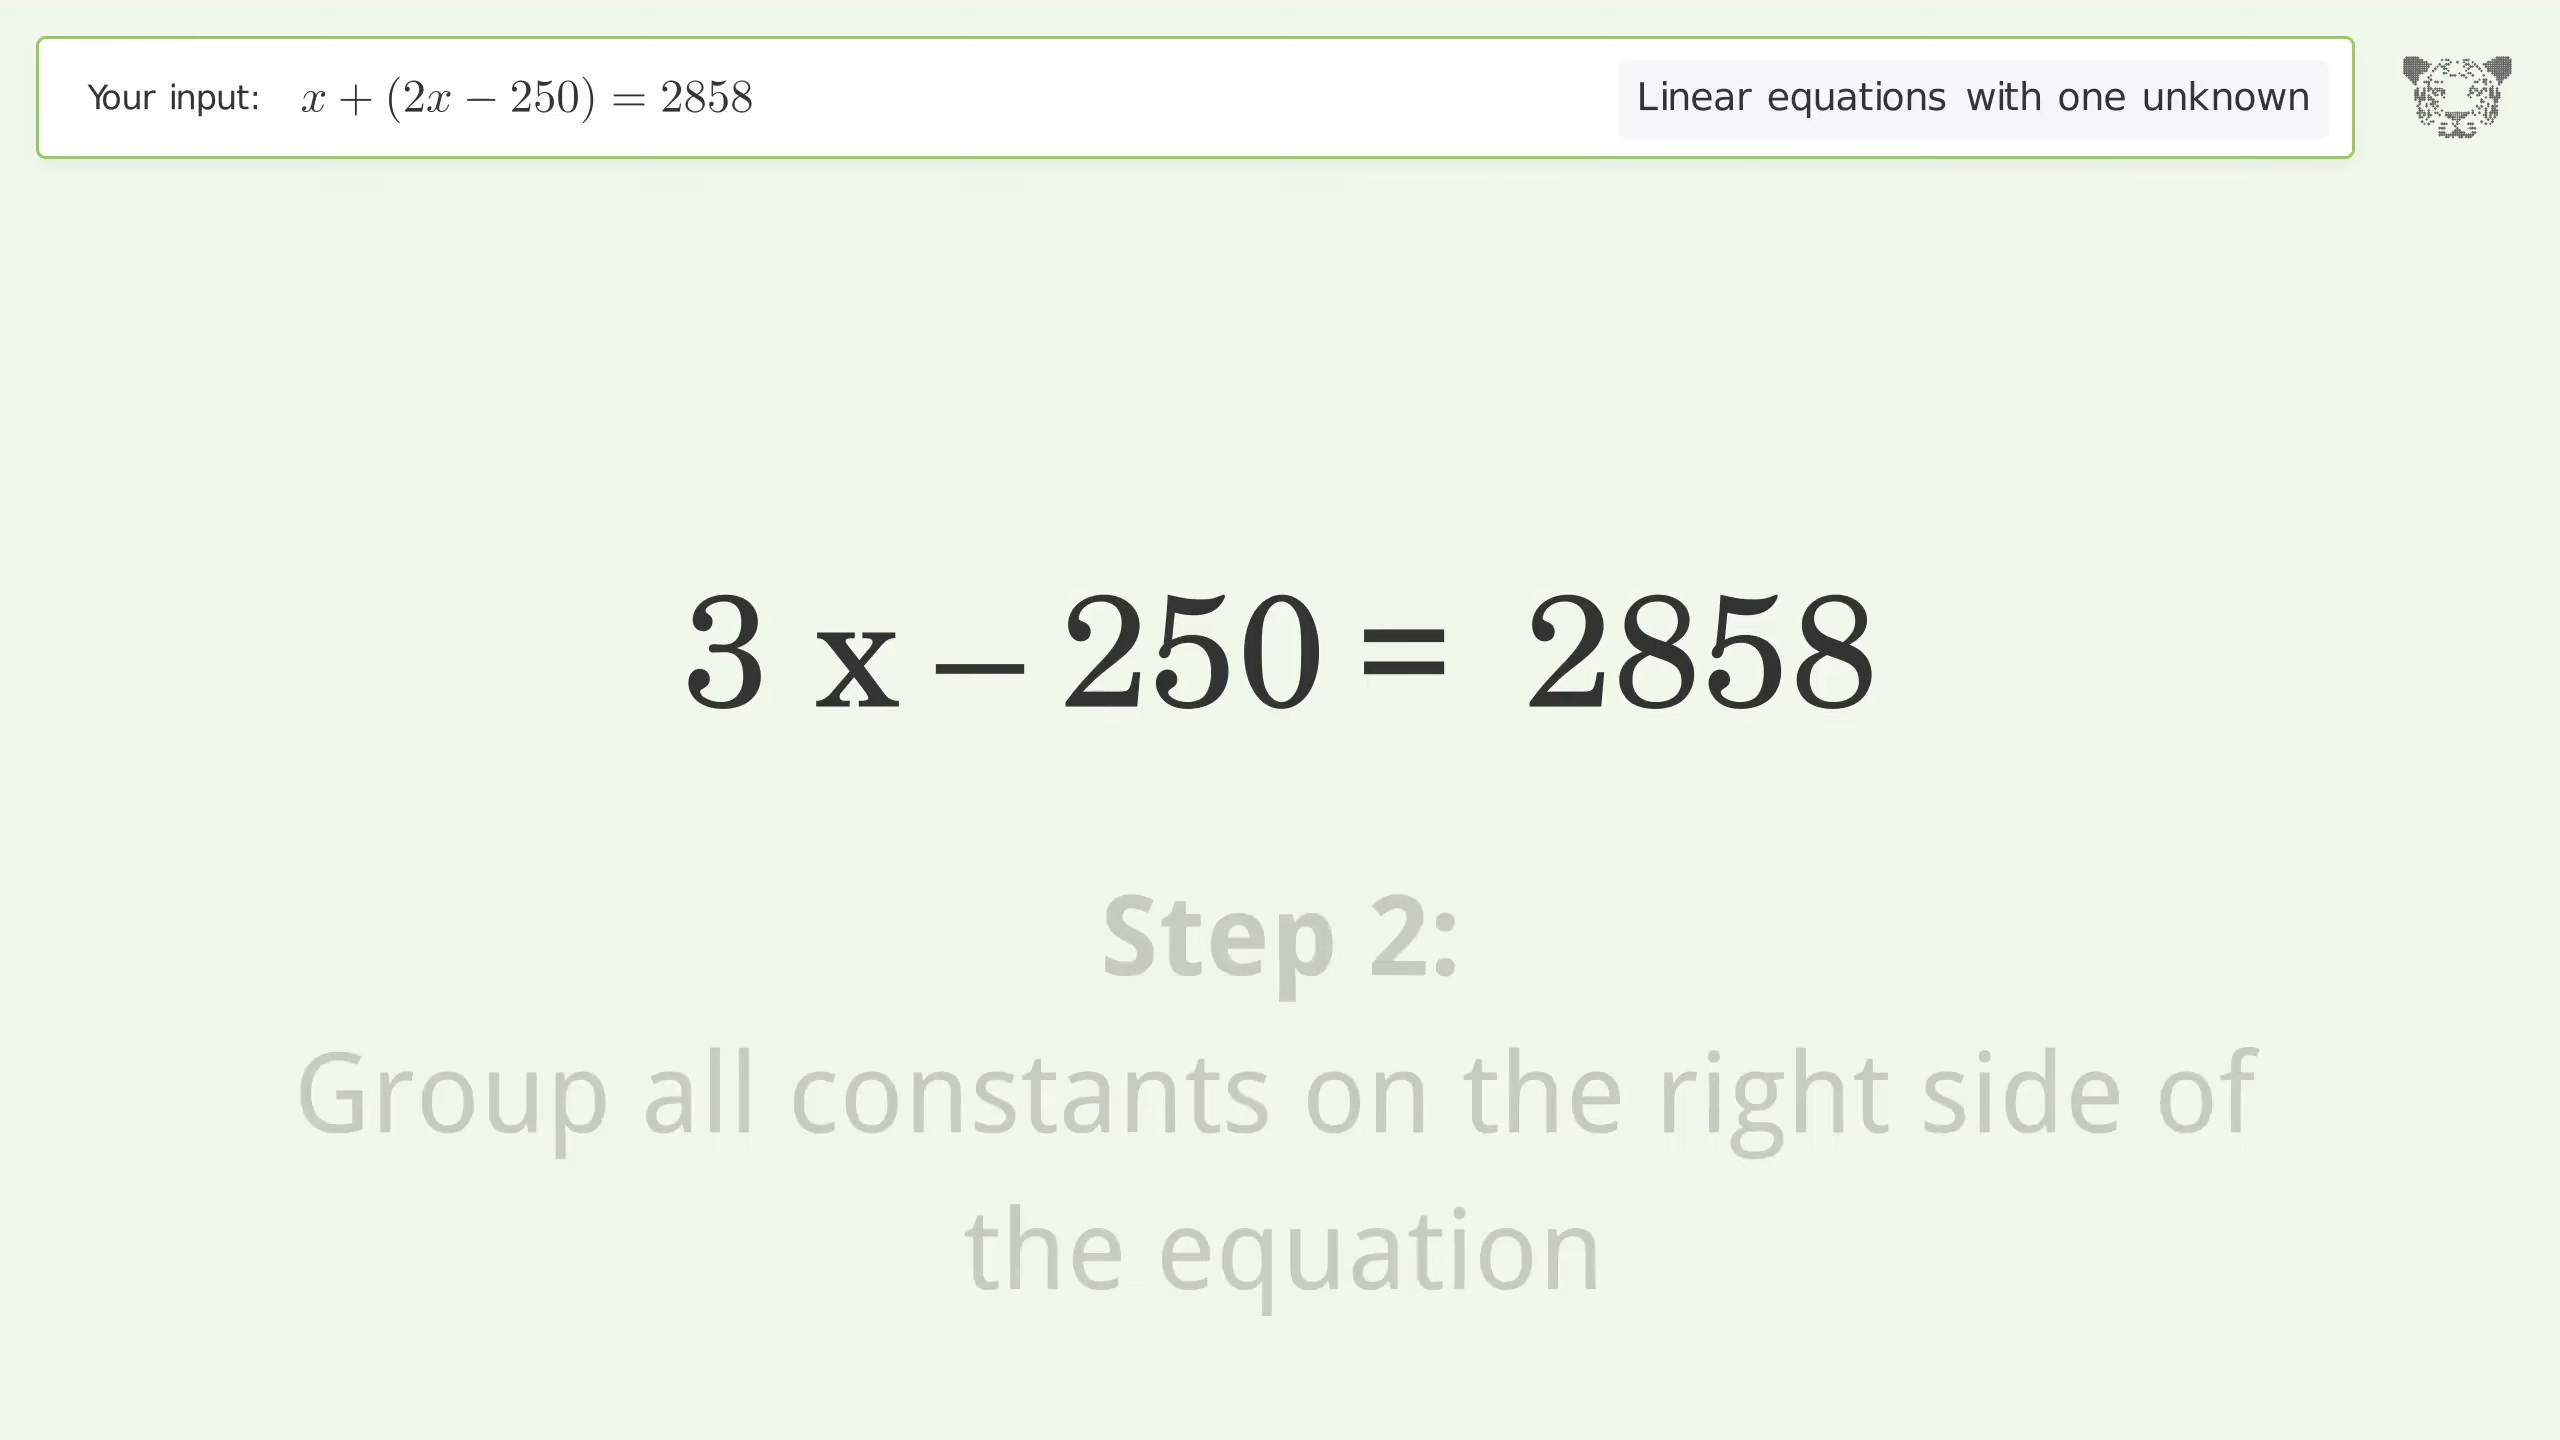 Your input: x + (2x − 250) = 2858
Linear equations with one unknown
3 x – 250 = 2858
Step 2:
Group all constants on the right side of
the equation